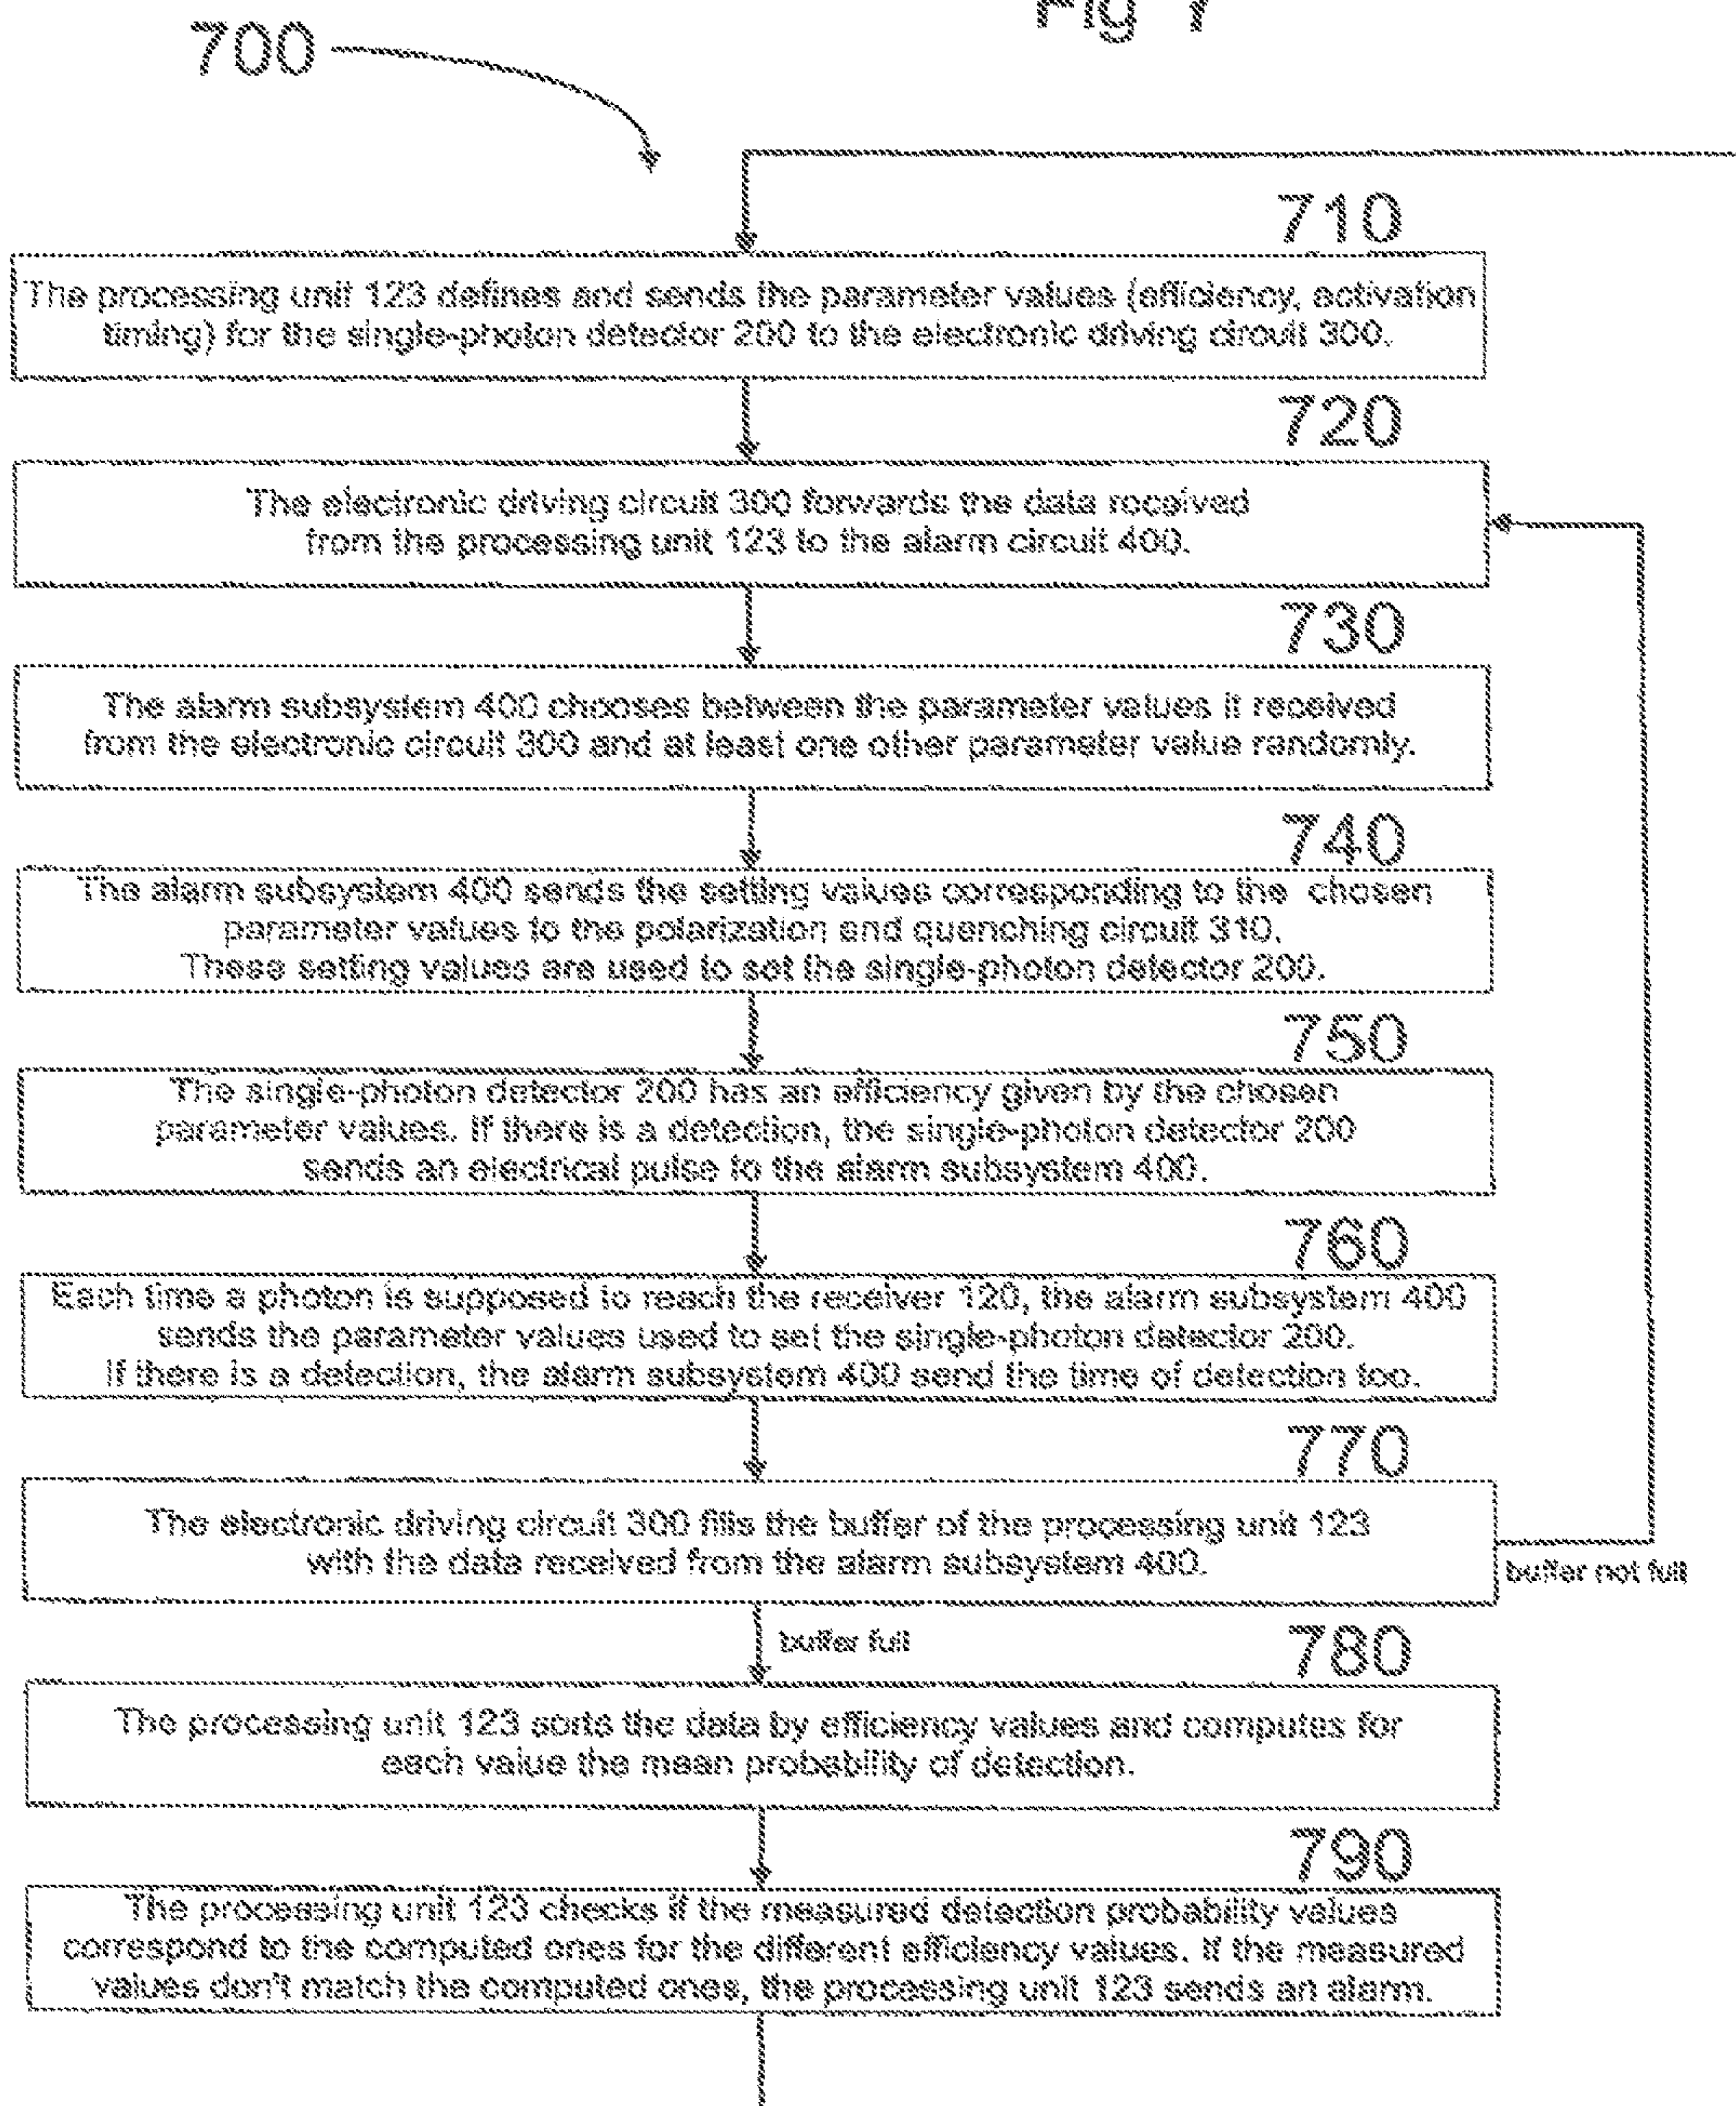 Fig 7
700
710
The processing unit 123 defines and sends the parameter values (efficiency, activation
timing) for the single-photon detector 200 to the electronic driving circuit 300.
720
The electronic driving circuit 300 forwards the data received
from the processing unit 123 to the alarm circuit 400.
730
The alarm subsystem 400 chooses between the parameter values it received
from the electronic circuit 300 and at least one other parameter value randomly.
740
The alarm subsystem 400 sends the setting values corresponding to the chosen
parameter values to the polarization and quenching circuit 310.
These setting values are used to set the single-photon detector 200.
750
The single-photon detector 200 has an efficiency given by the chosen
parameter values. If there is a detection, the single-photon detector 200
sends an electrical pulse to the alarm subsystem 400.
760
Each time a photon is supposed to reach the receiver 120, the alarm subsystem 400
sends the parameter values used to set the single-photon detector 200.
If there is a detection, the alarm subsystem 400 send the time of detection too.
770
The electronic driving circuit 300 fills the buffer of the processing unit 123
with the data received from the alarm subsystem 400.
buffer not full
buffer full
780
The processing unit 123 sorts the data by efficiency values and computes for
each value the mean probability of detection.
790
The processing unit 123 checks if the measured detection probability values
correspond to the computed ones for the different efficiency values. If the measured
values don't match the computed ones, the processing unit 123 sends an alarm.